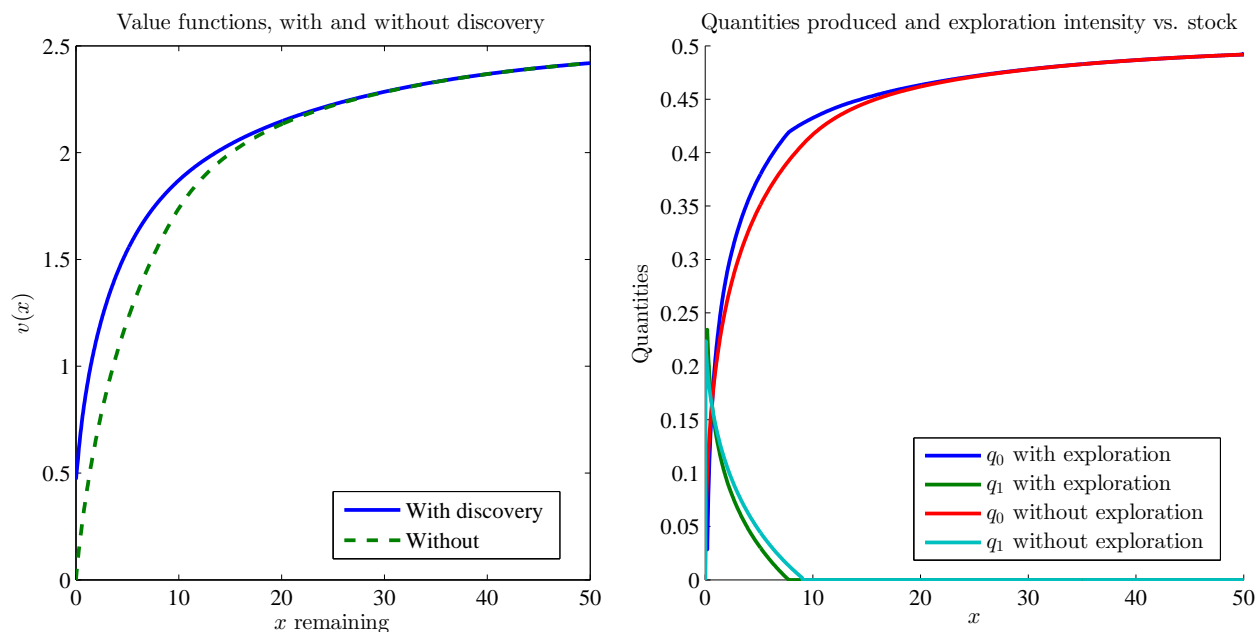 Value functions, with and without discovery
2.5
2
1.5
1
0.5
0
v(x)
0
10
20
30
40
50
x remaining
With discovery
Without
Quantities produced and exploration intensity vs. stock
0.5
0.45
0.4
0.35
0.3
0.25
0.2
0.15
0.1
0.05
0
Quantities
0
10
20
30
40
50
x
q₀ with exploration
q₁ with exploration
q₀ without exploration
q₁ without exploration